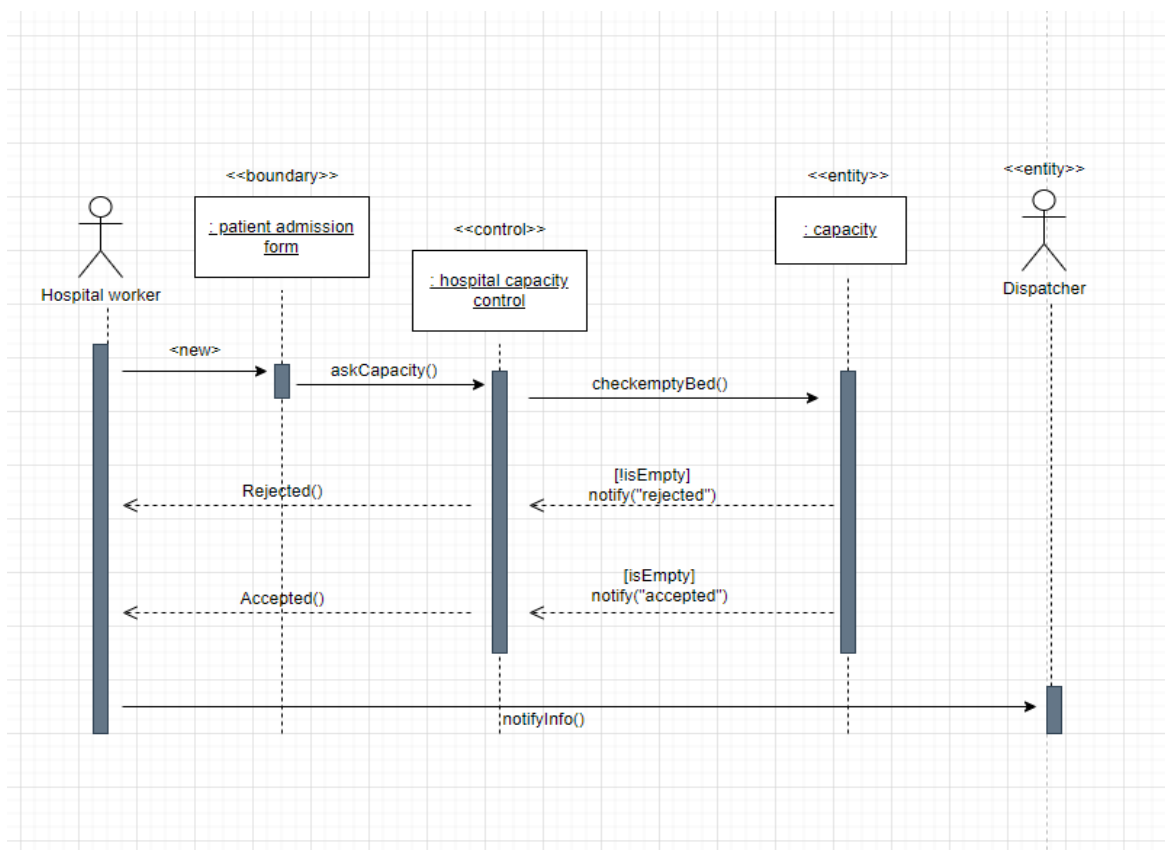 <<boundary>>
<<entity>>
<<entity>>
: patient admission
form
<<control>>
: capacity
: hospital capacity
control
Hospital worker
Dispatcher
<new>
askCapacity()
checkemptyBed()
[!isEmpty]
notify("rejected")
Rejected()
[isEmpty]
notify("accepted")
Accepted()
notifyInfo()